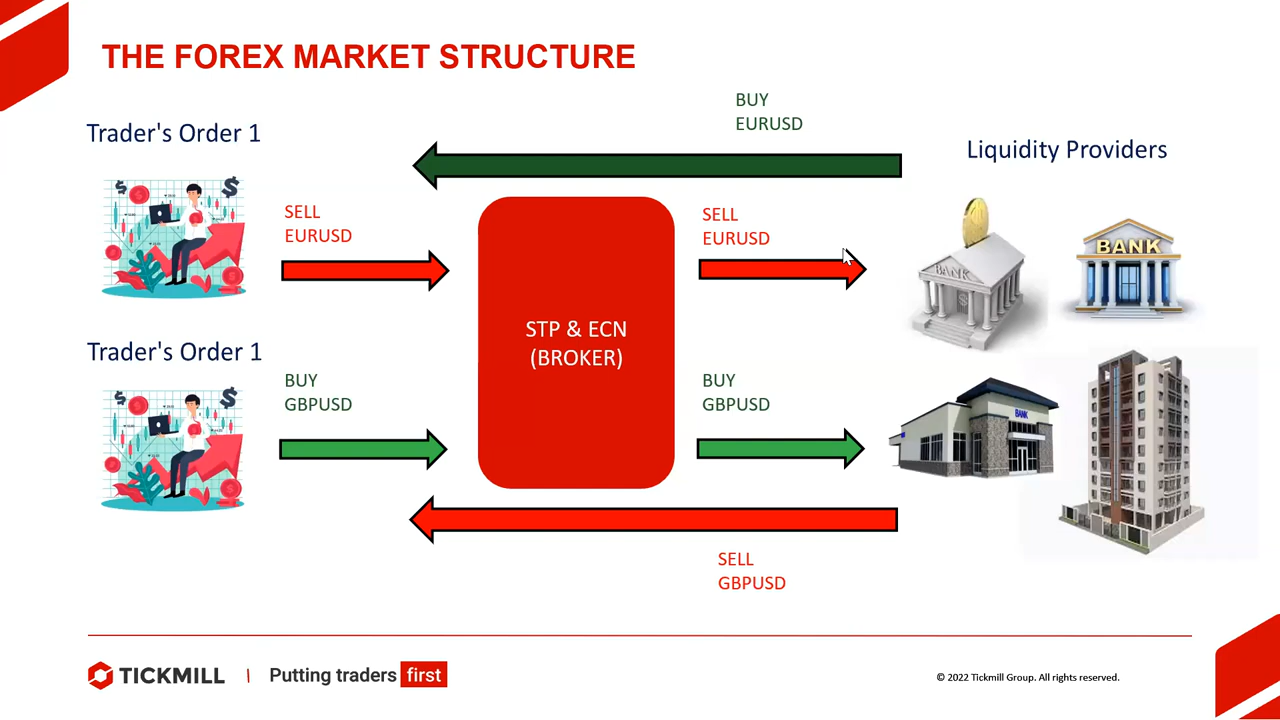 THE FOREX MARKET STRUCTURE
BUY
EURUSD
Trader's Order 1
Liquidity Providers
SELL
EURUSD
SELL
EURUSD
BANK
BANK
STP & ECN
(BROKER)
Trader's Order 1
BUY
GBPUSD
BUY
GBPUSD
BANK
SELL
GBPUSD
TICKMILL
Putting traders first
© 2022 Tickmill Group. All rights reserved.